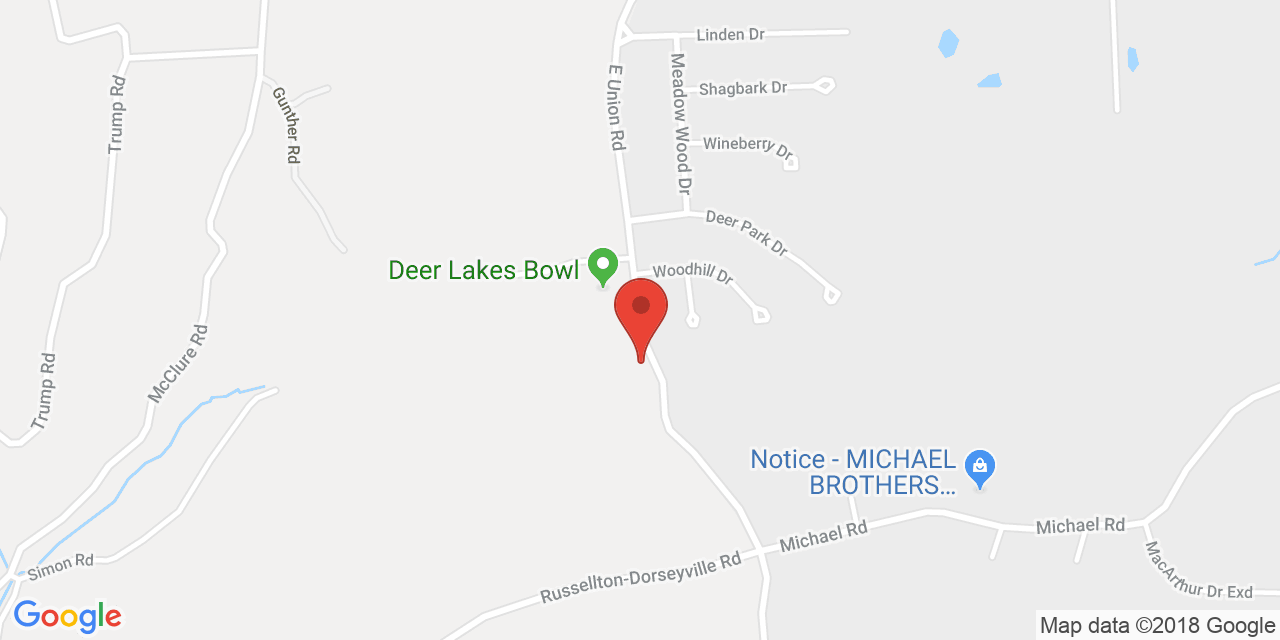 Linden Dr
Meadow Wood Dr
Shagbark Dr
E Union Rd
Trump Rd
Gunther Rd
Wineberry Dr
Deer Park Dr
Deer Lakes Bowl
Woodhill Dr
McClure Rd
Trump Rd
Notice - MICHAEL
BROTHERS...
Michael Rd
Michael Rd
Simon Rd
Russellton-Dorseyville Rd
MacArthur Dr Exd
Google
Map data ©2018 Google